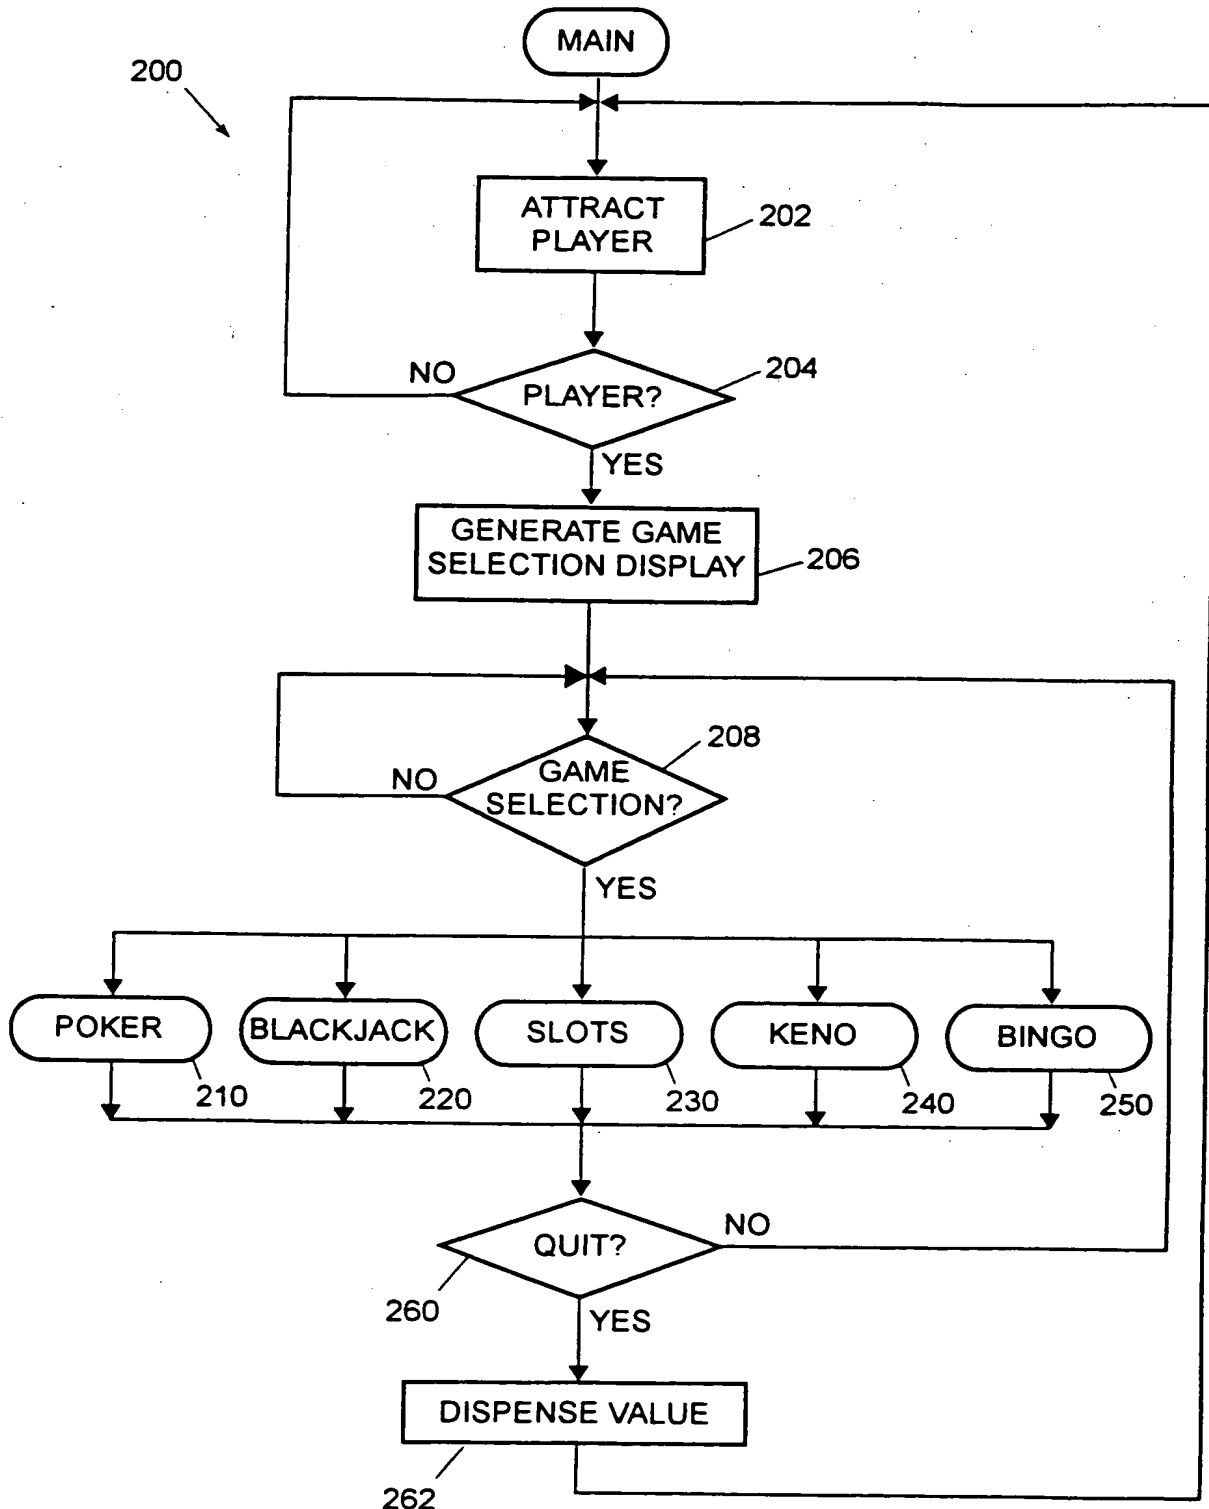 MAIN
200
ATTRACT
PLAYER
202
NO
PLAYER?
204
YES
GENERATE GAME
SELECTION DISPLAY
206
208
NO
GAME
SELECTION?
YES
POKER
BLACKJACK
SLOTS
KENO
BINGO
210
220
230
240
250
QUIT?
NO
260
YES
DISPENSE VALUE
262